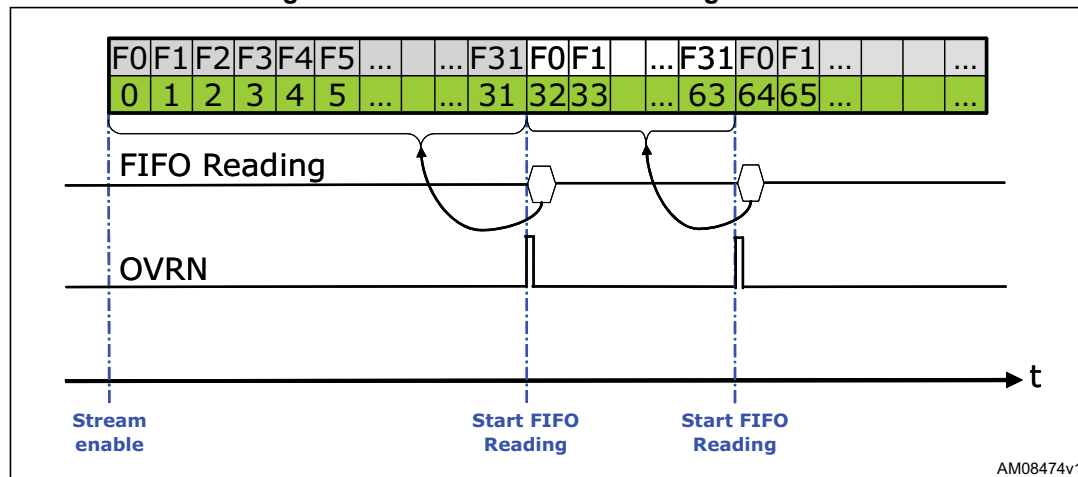 F0 F1 F2 F3 F4 F5 ... ... F31 F0 F1 ... F31 F0 F1 ... ...
0 1 2 3 4 5 ... ... 31 32 33 ... 63 64 65 ... ...
FIFO Reading
OVRN
t
Stream
enable
Start FIFO
Reading
Start FIFO
Reading
AM08474v1